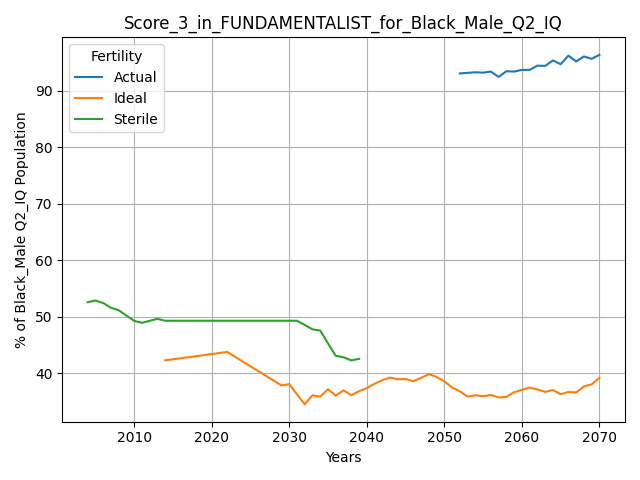 Score_3_in_FUNDAMENTALIST_for_Black_Male_Q2_IQ
Fertility
Actual
Ideal
Sterile
% of Black_Male Q2_IQ Population
90
80
70
60
50
40
2010
2020
2030
2040
2050
2060
2070
Years